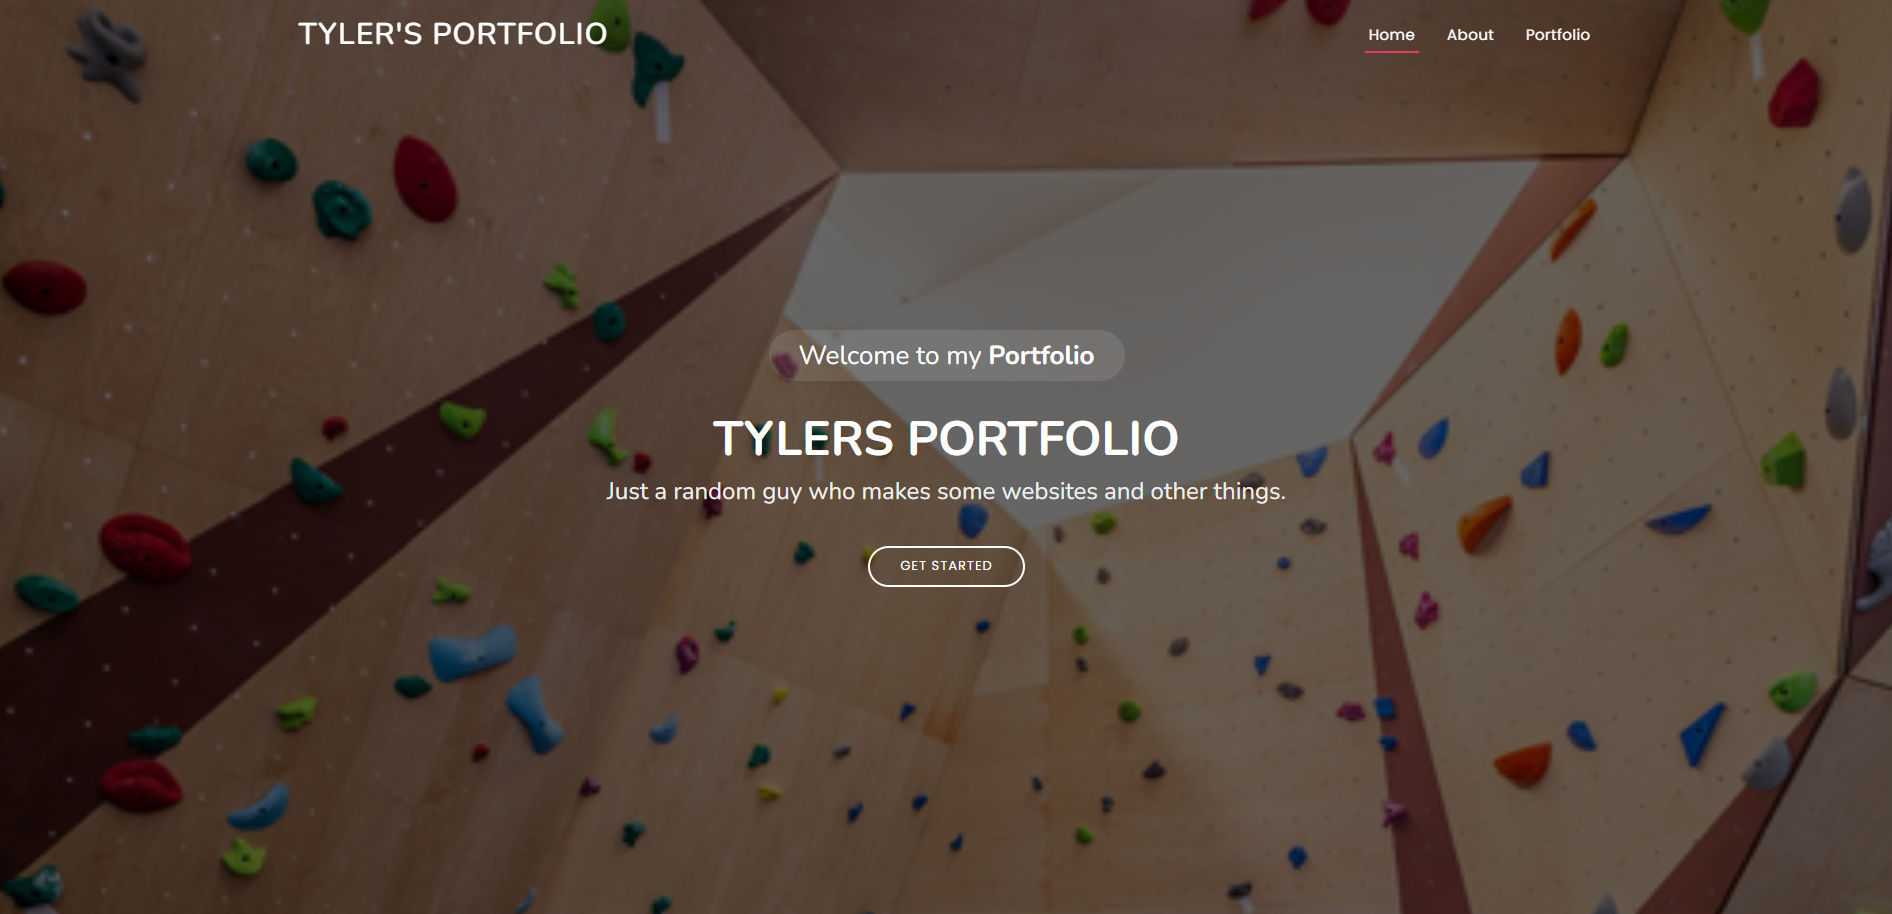 TYLER'S PORTFOLIO
Home About Portfolio
Welcome to my Portfolio
TYLERS PORTFOLIO
Just a random guy who makes some websites and other things.
GET STARTED